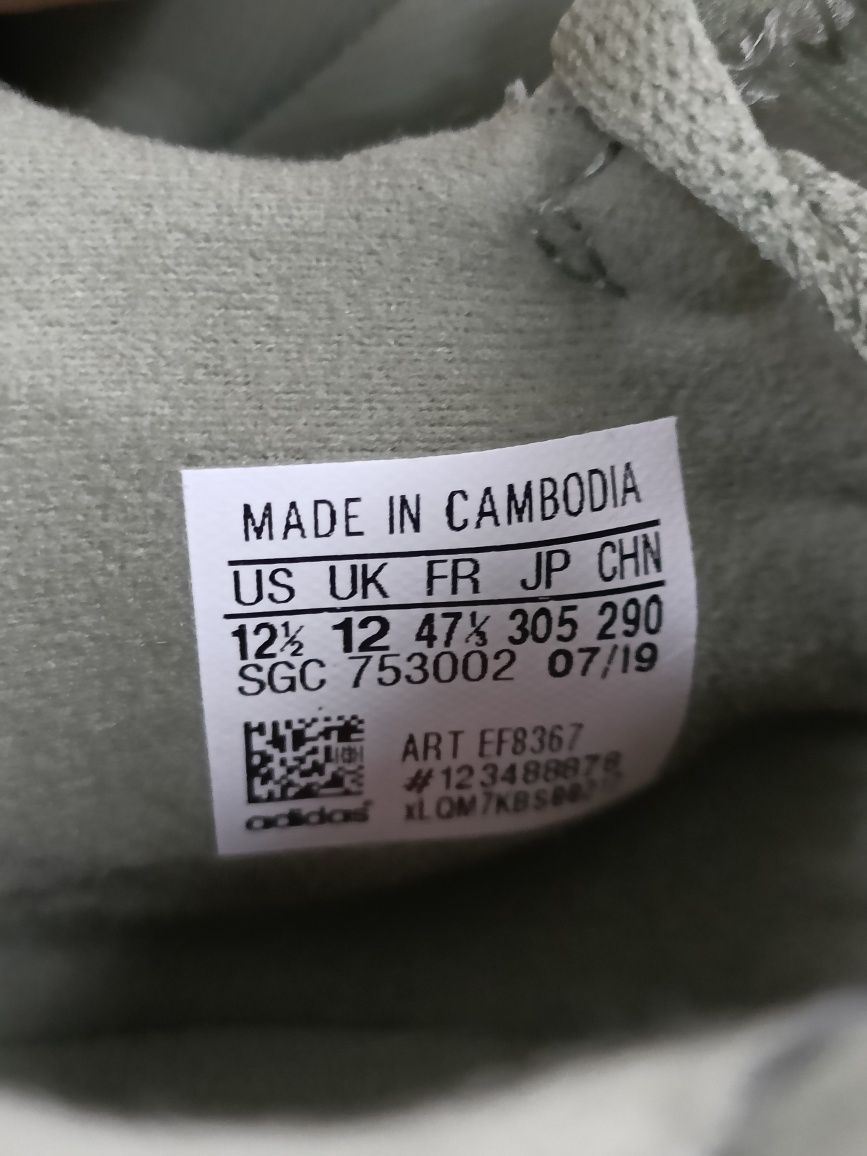 MADE IN CAMBODIA
US UK FR JP CHN
12½ 12 47⅓ 305 290
SGC 753002 07/19
ART EF8367
#123488878
adidas